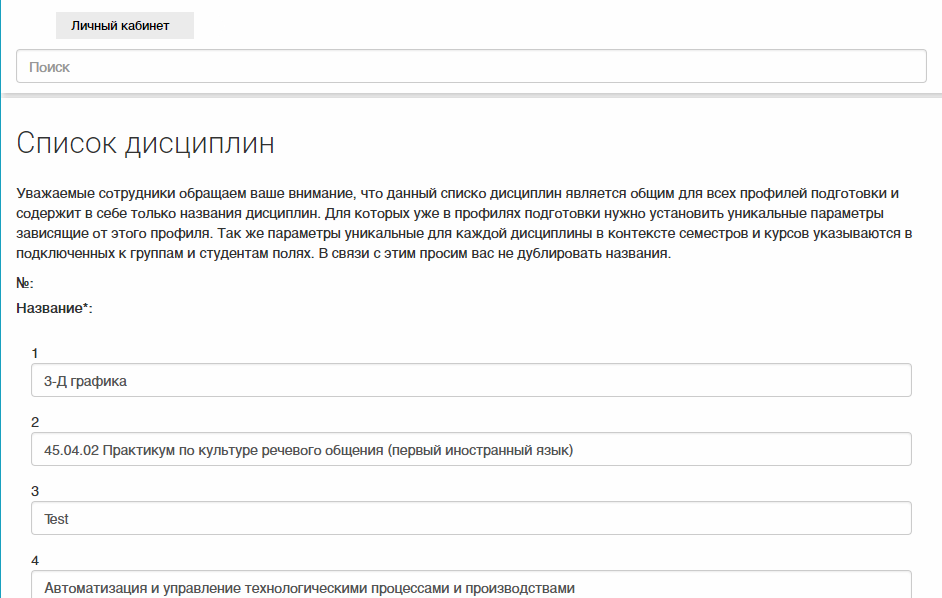 Личный кабинет
Поиск
Список дисциплин
Уважаемые сотрудники обращаем ваше внимание, что данный списко дисциплин является общим для всех профилей подготовки и
содержит в себе только названия дисциплин. Для которых уже в профилях подготовки нужно установить уникальные параметры
зависящие от этого профиля. Так же параметры уникальные для каждой дисциплины в контексте семестров и курсов указываются в
подключенных к группам и студентам полях. В связи с этим просим вас не дублировать названия.
№:
Название*:
1
3-Д графика
2
45.04.02 Практикум по культуре речевого общения (первый иностранный язык)
3
Test
4
Автоматизация и управление технологическими процессами и производствами